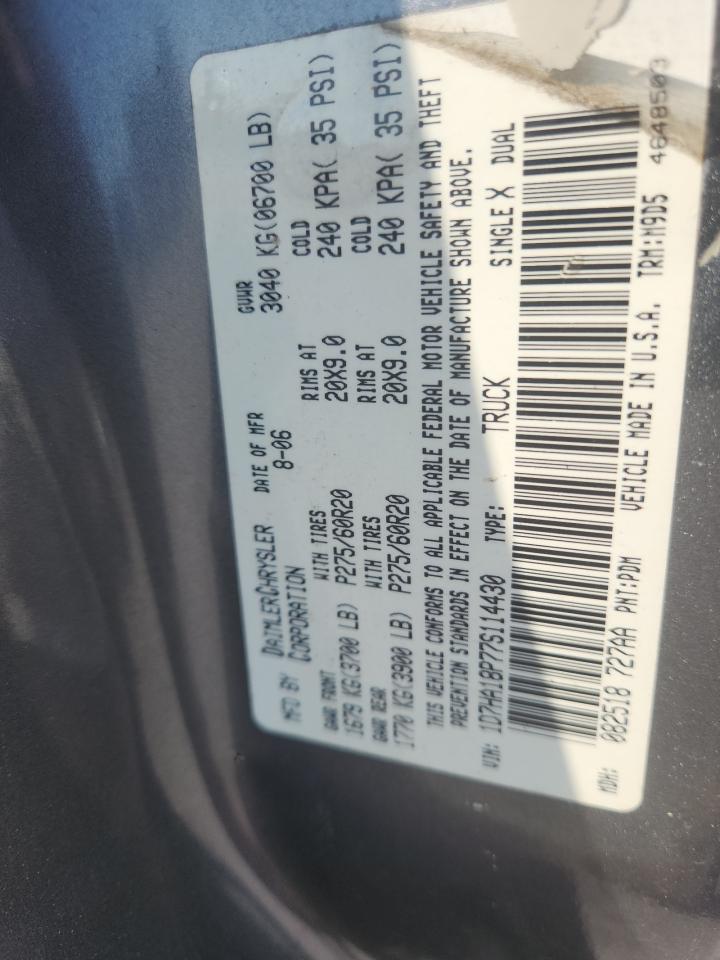 MFD BY DAIMLERCHRYSLER CORPORATION
DATE OF MFR 8-06
GVWR 3040 KG(06700 LB)
GAWR FRONT WITH TIRES RIMS AT COLD
1679 KG(3700 LB) P275/60R20 20X9.0 240 KPA( 35 PSI)
GAWR REAR WITH TIRES RIMS AT COLD
1770 KG(3900 LB) P275/60R20 20X9.0 240 KPA( 35 PSI)
THIS VEHICLE CONFORMS TO ALL APPLICABLE FEDERAL MOTOR VEHICLE SAFETY AND THEFT
PREVENTION STANDARDS IN EFFECT ON THE DATE OF MANUFACTURE SHOWN ABOVE.
VIN: 1D7HA18P77S114430 TYPE: TRUCK SINGLE X DUAL
MDH: 082518 727AA PNT:PDM VEHICLE MADE IN U.S.A. TRM:M9D5 4648503